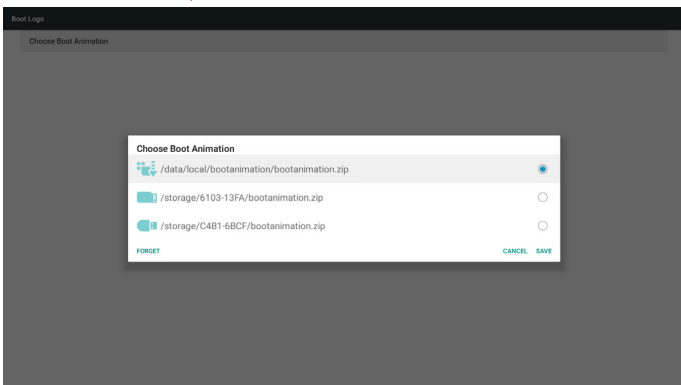 Boot Logo
Choose Boot Animation
Choose Boot Animation
/data/local/bootanimation/bootanimation.zip
/storage/6103-13FA/bootanimation.zip
/storage/C4B1-6BCF/bootanimation.zip
FORGET CANCEL SAVE